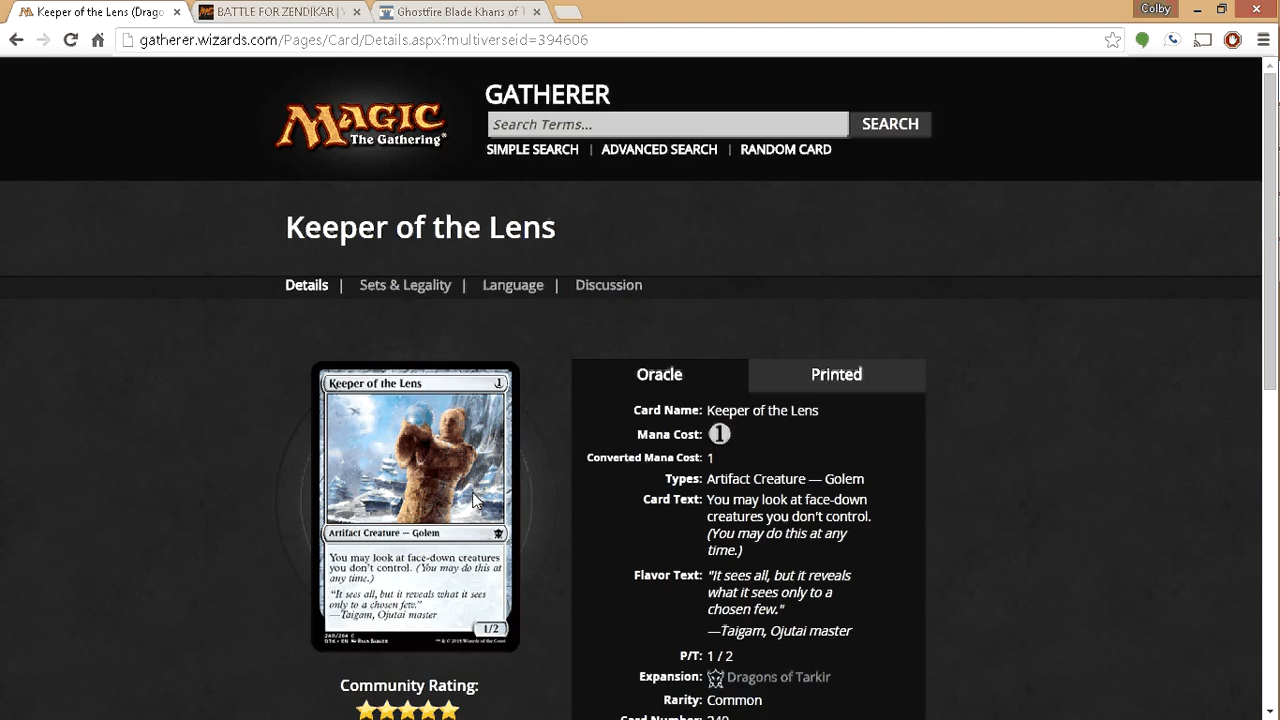 Keeper of the Lens (Drago
BATTLE FOR ZENDIKAR |
Ghostfire Blade Khans of T
Colby
gatherer.wizards.com/Pages/Card/Details.aspx?multiverseid=394606
MAGIC
The Gathering®
GATHERER
Search Terms...
SEARCH
SIMPLE SEARCH | ADVANCED SEARCH | RANDOM CARD
Keeper of the Lens
Details | Sets & Legality | Language | Discussion
Keeper of the Lens 1
Artifact Creature — Golem
You may look at face-down creatures
you don't control. (You may do this at
any time.)
"It sees all, but it reveals what it sees
only to a chosen few."
—Taigam, Ojutai master
1/2
Community Rating:
Oracle
Printed
Card Name: Keeper of the Lens
Mana Cost: 1
Converted Mana Cost: 1
Types: Artifact Creature — Golem
Card Text: You may look at face-down
creatures you don't control.
(You may do this at any
time.)
Flavor Text: "It sees all, but it reveals
what it sees only to a
chosen few."
—Taigam, Ojutai master
P/T: 1 / 2
Expansion: Dragons of Tarkir
Rarity: Common